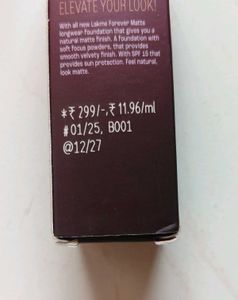 ELEVATE YOUR LOOK!
With all new Lakme Forever Matte
longwear foundation that gives you a
natural matte finish. A foundation with
soft focus powders, that provides
smooth velvety finish. With SPF 15 that
provides sun protection. Feel natural,
look matte.
*₹ 299/-,₹ 11.96/ml
# 01/25, B001
@12/27